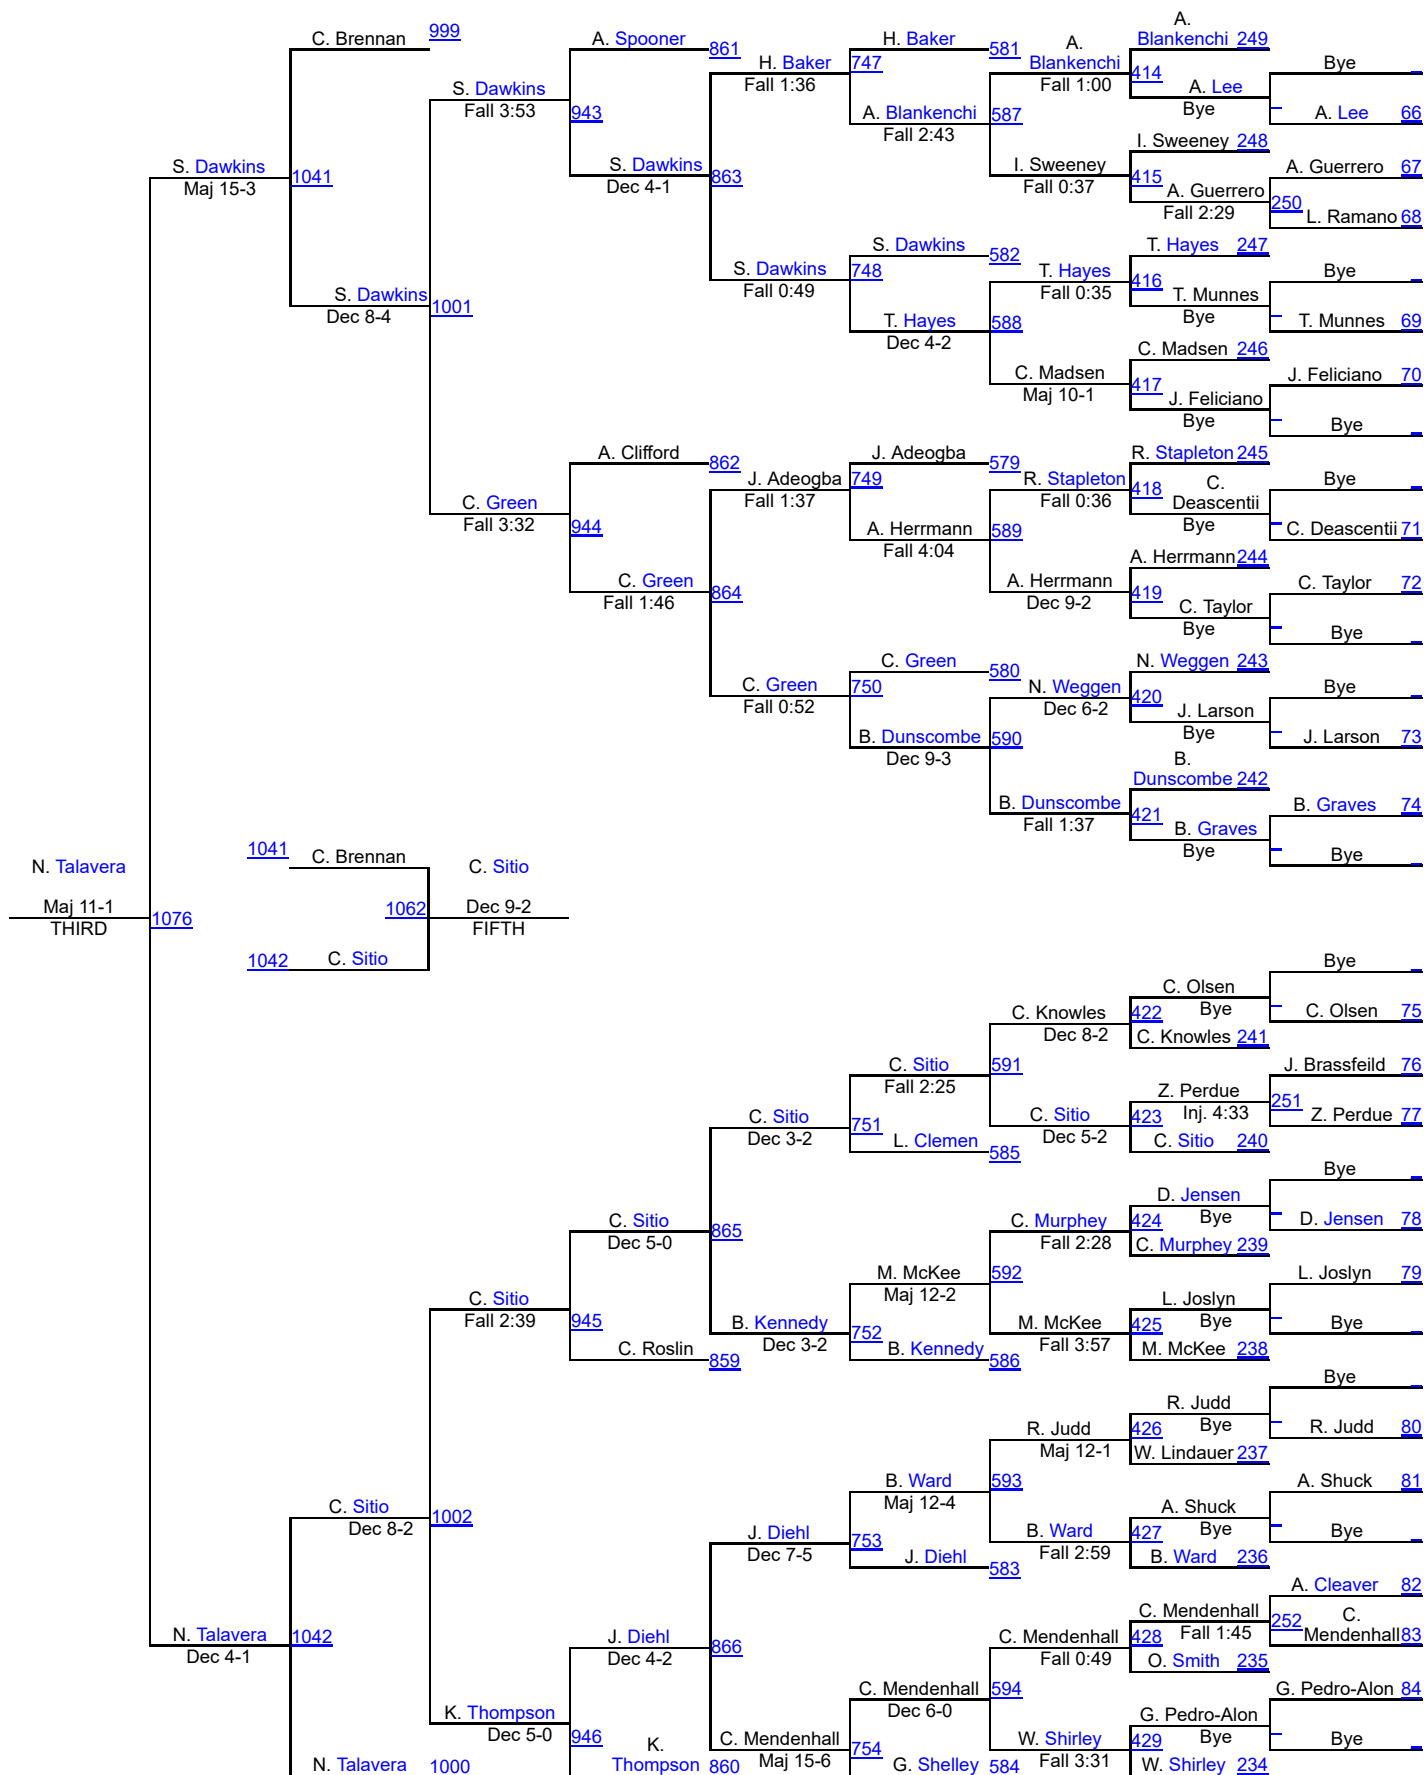 A.
C. Brennan 999 A. Spooner 861 H. Baker 581 A. Blankenchi 249
H. Baker 747 A. Blankenchi Bye
Fall 1:36 Fall 1:00 414
S. Dawkins A. Lee
Fall 3:53 943 A. Blankenchi 587 Bye A. Lee 66
Fall 2:43
I. Sweeney 248
S. Dawkins S. Dawkins I. Sweeney A. Guerrero 67
Maj 15-3 1041 Dec 4-1 863 Fall 0:37 415
A. Guerrero 250
Fall 2:29 L. Ramano 68
S. Dawkins 582 T. Hayes 247
S. Dawkins 748 T. Hayes Bye
Fall 0:49 Fall 0:35 416
S. Dawkins T. Munnes
Dec 8-4 1001 T. Hayes 588 Bye T. Munnes 69
Dec 4-2
C. Madsen 246
C. Madsen J. Feliciano 70
Maj 10-1 417
J. Feliciano
Bye Bye
A. Clifford 862 J. Adeogba 579 R. Stapleton 245
J. Adeogba 749 R. Stapleton C. Bye
Fall 1:37 Fall 0:36 418 Deascentii
C. Green
Fall 3:32 944 A. Herrmann 589 Bye C. Deascentii 71
Fall 4:04
A. Herrmann 244
C. Green A. Herrmann C. Taylor 72
Fall 1:46 864 Dec 9-2 419
C. Taylor
Bye Bye
C. Green 580 N. Weggen 243
C. Green 750 N. Weggen Bye
Fall 0:52 Dec 6-2 420
J. Larson
B. Dunscombe 590 Bye J. Larson 73
Dec 9-3
B.
Dunscombe 242
B. Dunscombe B. Graves 74
Fall 1:37 421
B. Graves
Bye Bye
1041 C. Brennan
N. Talavera C. Sitio
Maj 11-1 1076 1062 Dec 9-2
THIRD FIFTH
1042 C. Sitio
Bye
C. Olsen
C. Knowles 422 Bye C. Olsen 75
Dec 8-2 C. Knowles 241
C. Sitio 591 J. Brassfeild 76
Fall 2:25
Z. Perdue 251
C. Sitio C. Sitio 423 Inj. 4:33 Z. Perdue 77
Dec 3-2 751 Dec 5-2
L. Clemen 585 C. Sitio 240
Bye
D. Jensen
C. Sitio C. Murphey 424 Bye D. Jensen 78
Dec 5-0 865 Fall 2:28 C. Murphey 239
M. McKee 592 L. Joslyn 79
Maj 12-2
C. Sitio L. Joslyn
Fall 2:39 945 B. Kennedy 752 M. McKee 425 Bye Bye
Dec 3-2 Fall 3:57
C. Roslin 859 B. Kennedy 586 M. McKee 238
Bye
R. Judd
R. Judd 426 Bye R. Judd 80
Maj 12-1 W. Lindauer 237
B. Ward 593 A. Shuck 81
Maj 12-4
C. Sitio A. Shuck
Dec 8-2 1002 J. Diehl 753 B. Ward 427 Bye Bye
Dec 7-5 J. Diehl 583 Fall 2:59 B. Ward 236
A. Cleaver 82
C. Mendenhall 252 C.
N. Talavera 1042 J. Diehl C. Mendenhall 428 Fall 1:45 Mendenhall 83
Dec 4-1 Dec 4-2 866 Fall 0:49 O. Smith 235
C. Mendenhall 594 G. Pedro-Alon 84
Dec 6-0
K. Thompson G. Pedro-Alon
Dec 5-0 946 K. C. Mendenhall 754 W. Shirley 429 Bye Bye
N. Talavera 1000 Thompson 860 Maj 15-6 G. Shelley 584 Fall 3:31 W. Shirley 234